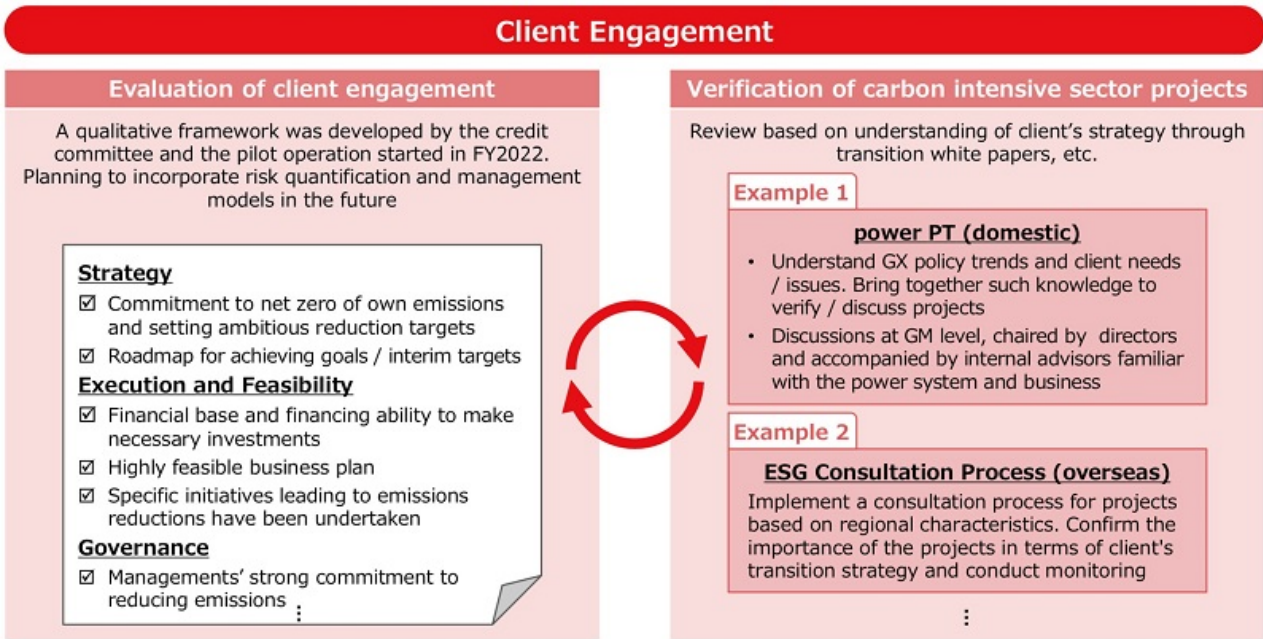 Client Engagement
Evaluation of client engagement
A qualitative framework was developed by the credit
committee and the pilot operation started in FY2022.
Planning to incorporate risk quantification and management
models in the future
Strategy
☑ Commitment to net zero of own emissions
and setting ambitious reduction targets
☑ Roadmap for achieving goals / interim targets
Execution and Feasibility
☑ Financial base and financing ability to make
necessary investments
☑ Highly feasible business plan
☑ Specific initiatives leading to emissions
reductions have been undertaken
Governance
☑ Managements' strong commitment to
reducing emissions
⋮
Verification of carbon intensive sector projects
Review based on understanding of client's strategy through
transition white papers, etc.
Example 1
power PT (domestic)
• Understand GX policy trends and client needs
/ issues. Bring together such knowledge to
verify / discuss projects
• Discussions at GM level, chaired by directors
and accompanied by internal advisors familiar
with the power system and business
Example 2
ESG Consultation Process (overseas)
Implement a consultation process for projects
based on regional characteristics. Confirm the
importance of the projects in terms of client's
transition strategy and conduct monitoring
⋮